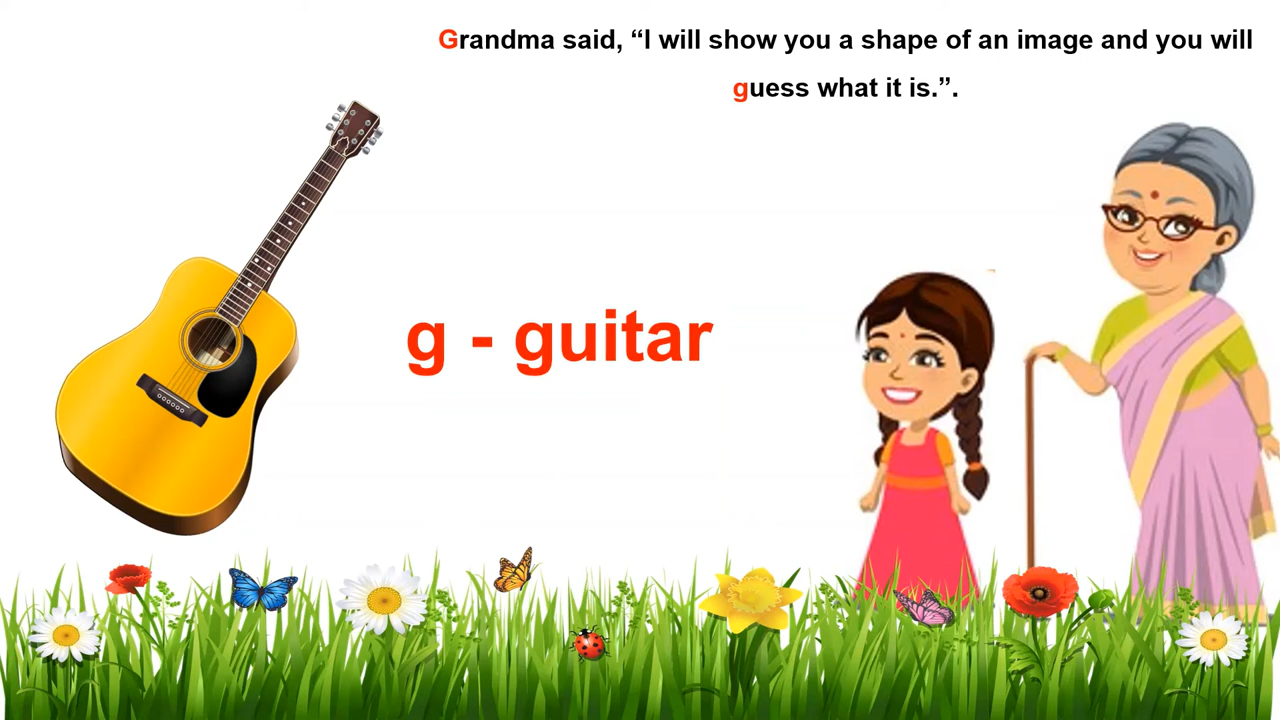 Grandma said, “I will show you a shape of an image and you will
guess what it is.”.
g - guitar